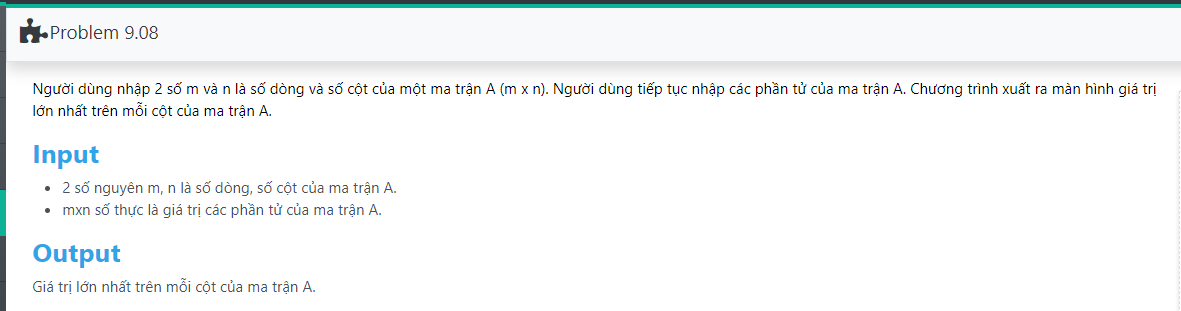 Problem 9.08
Người dùng nhập 2 số m và n là số dòng và số cột của một ma trận A (m x n). Người dùng tiếp tục nhập các phần tử của ma trận A. Chương trình xuất ra màn hình giá trị
lớn nhất trên mỗi cột của ma trận A.
Input
• 2 số nguyên m, n là số dòng, số cột của ma trận A.
• mxn số thực là giá trị các phần tử của ma trận A.
Output
Giá trị lớn nhất trên mỗi cột của ma trận A.